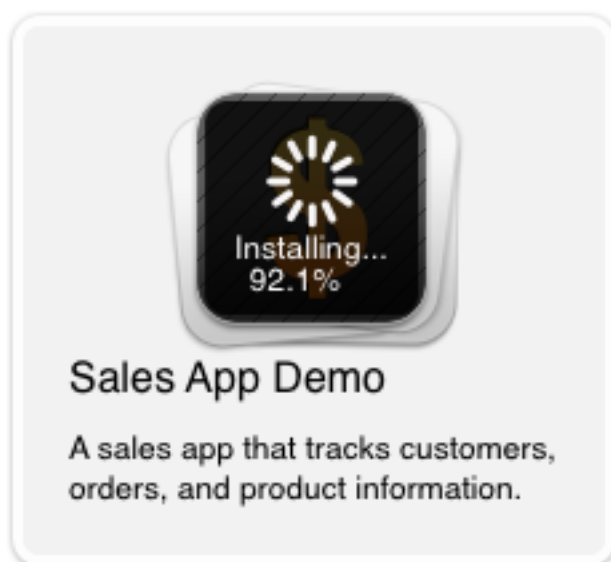 Installing...
92.1%
Sales App Demo
A sales app that tracks customers,
orders, and product information.